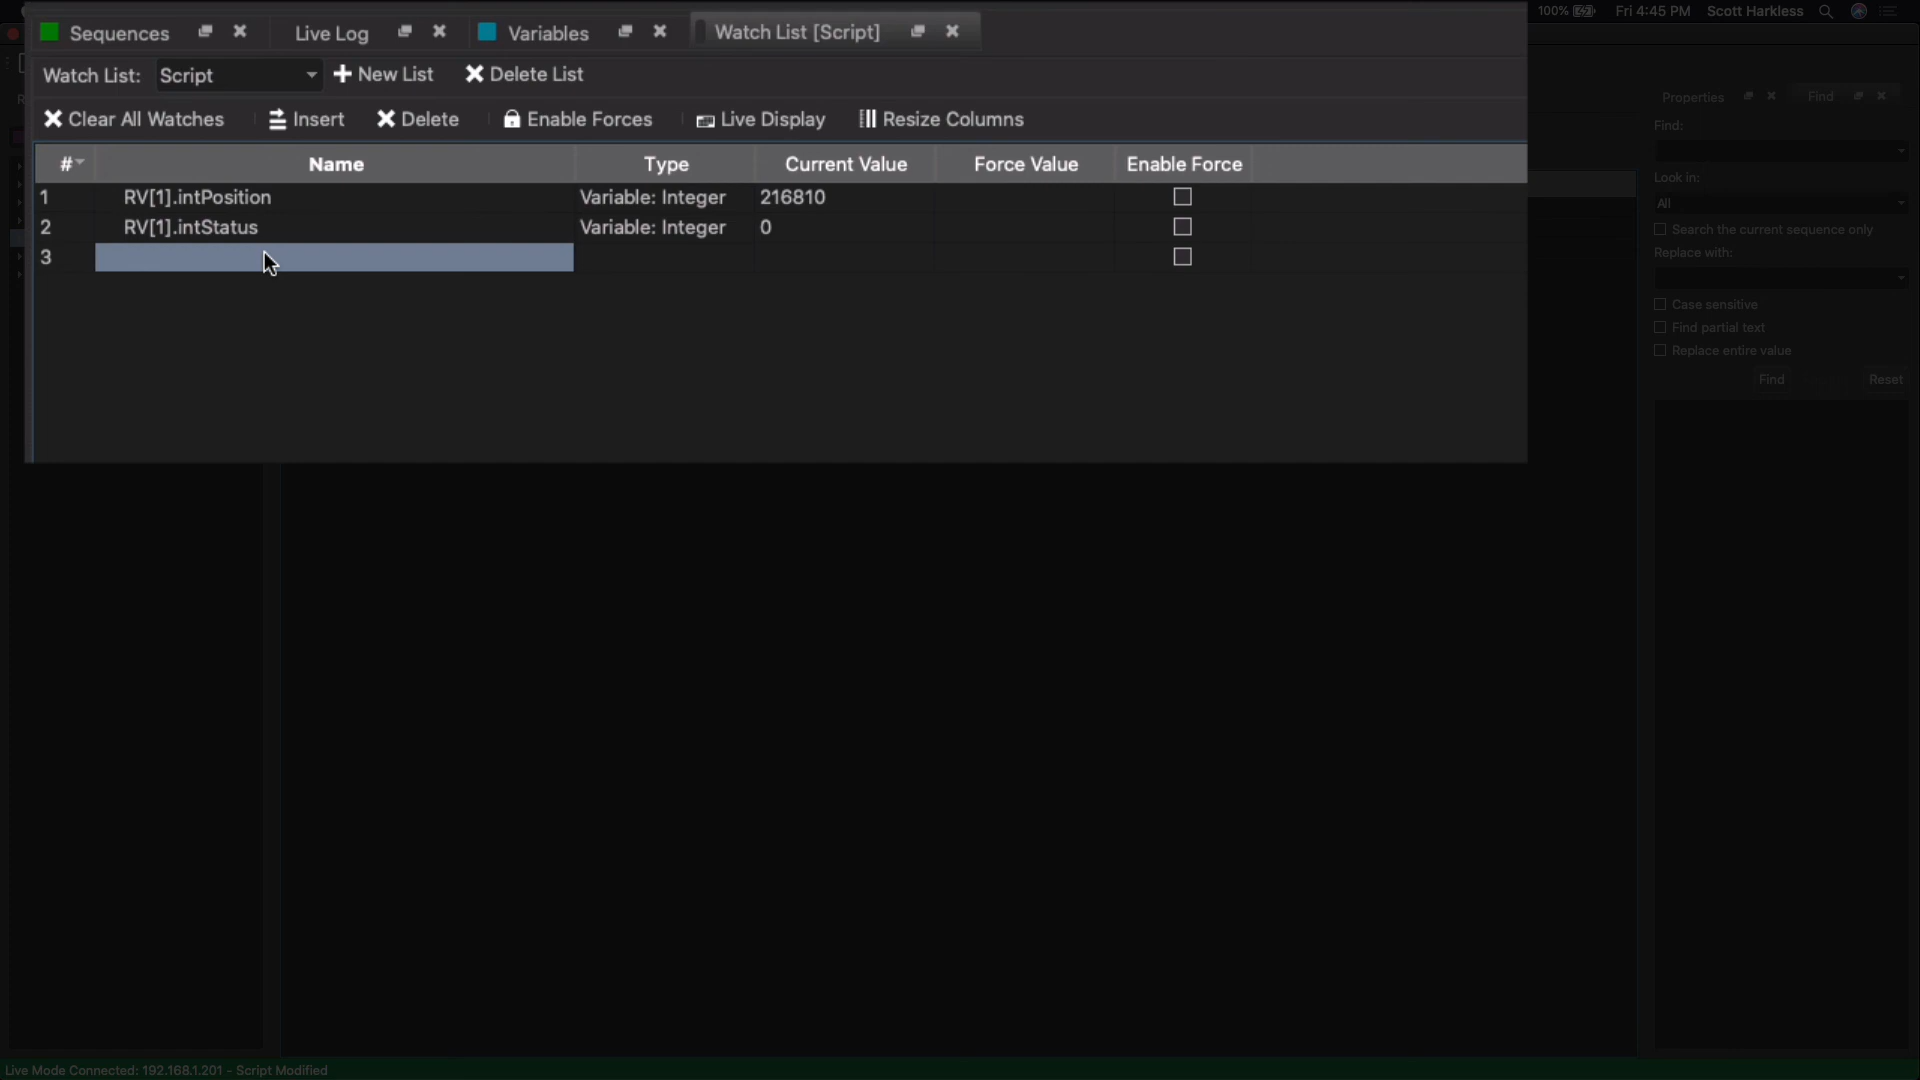 100% Fri 4:45 PM Scott Harkless
Sequences Live Log Variables Watch List [Script]
Watch List: Script New List Delete List
Clear All Watches Insert Delete Enable Forces Live Display Resize Columns
# Name Type Current Value Force Value Enable Force
1 RV[1].intPosition Variable: Integer 216810
2 RV[1].intStatus Variable: Integer 0
3
Properties Find
Find:
Look in:
All
Search the current sequence only
Replace with:
Case sensitive
Find partial text
Replace entire value
Find Reset
Live Mode Connected: 192.168.1.201 - Script Modified